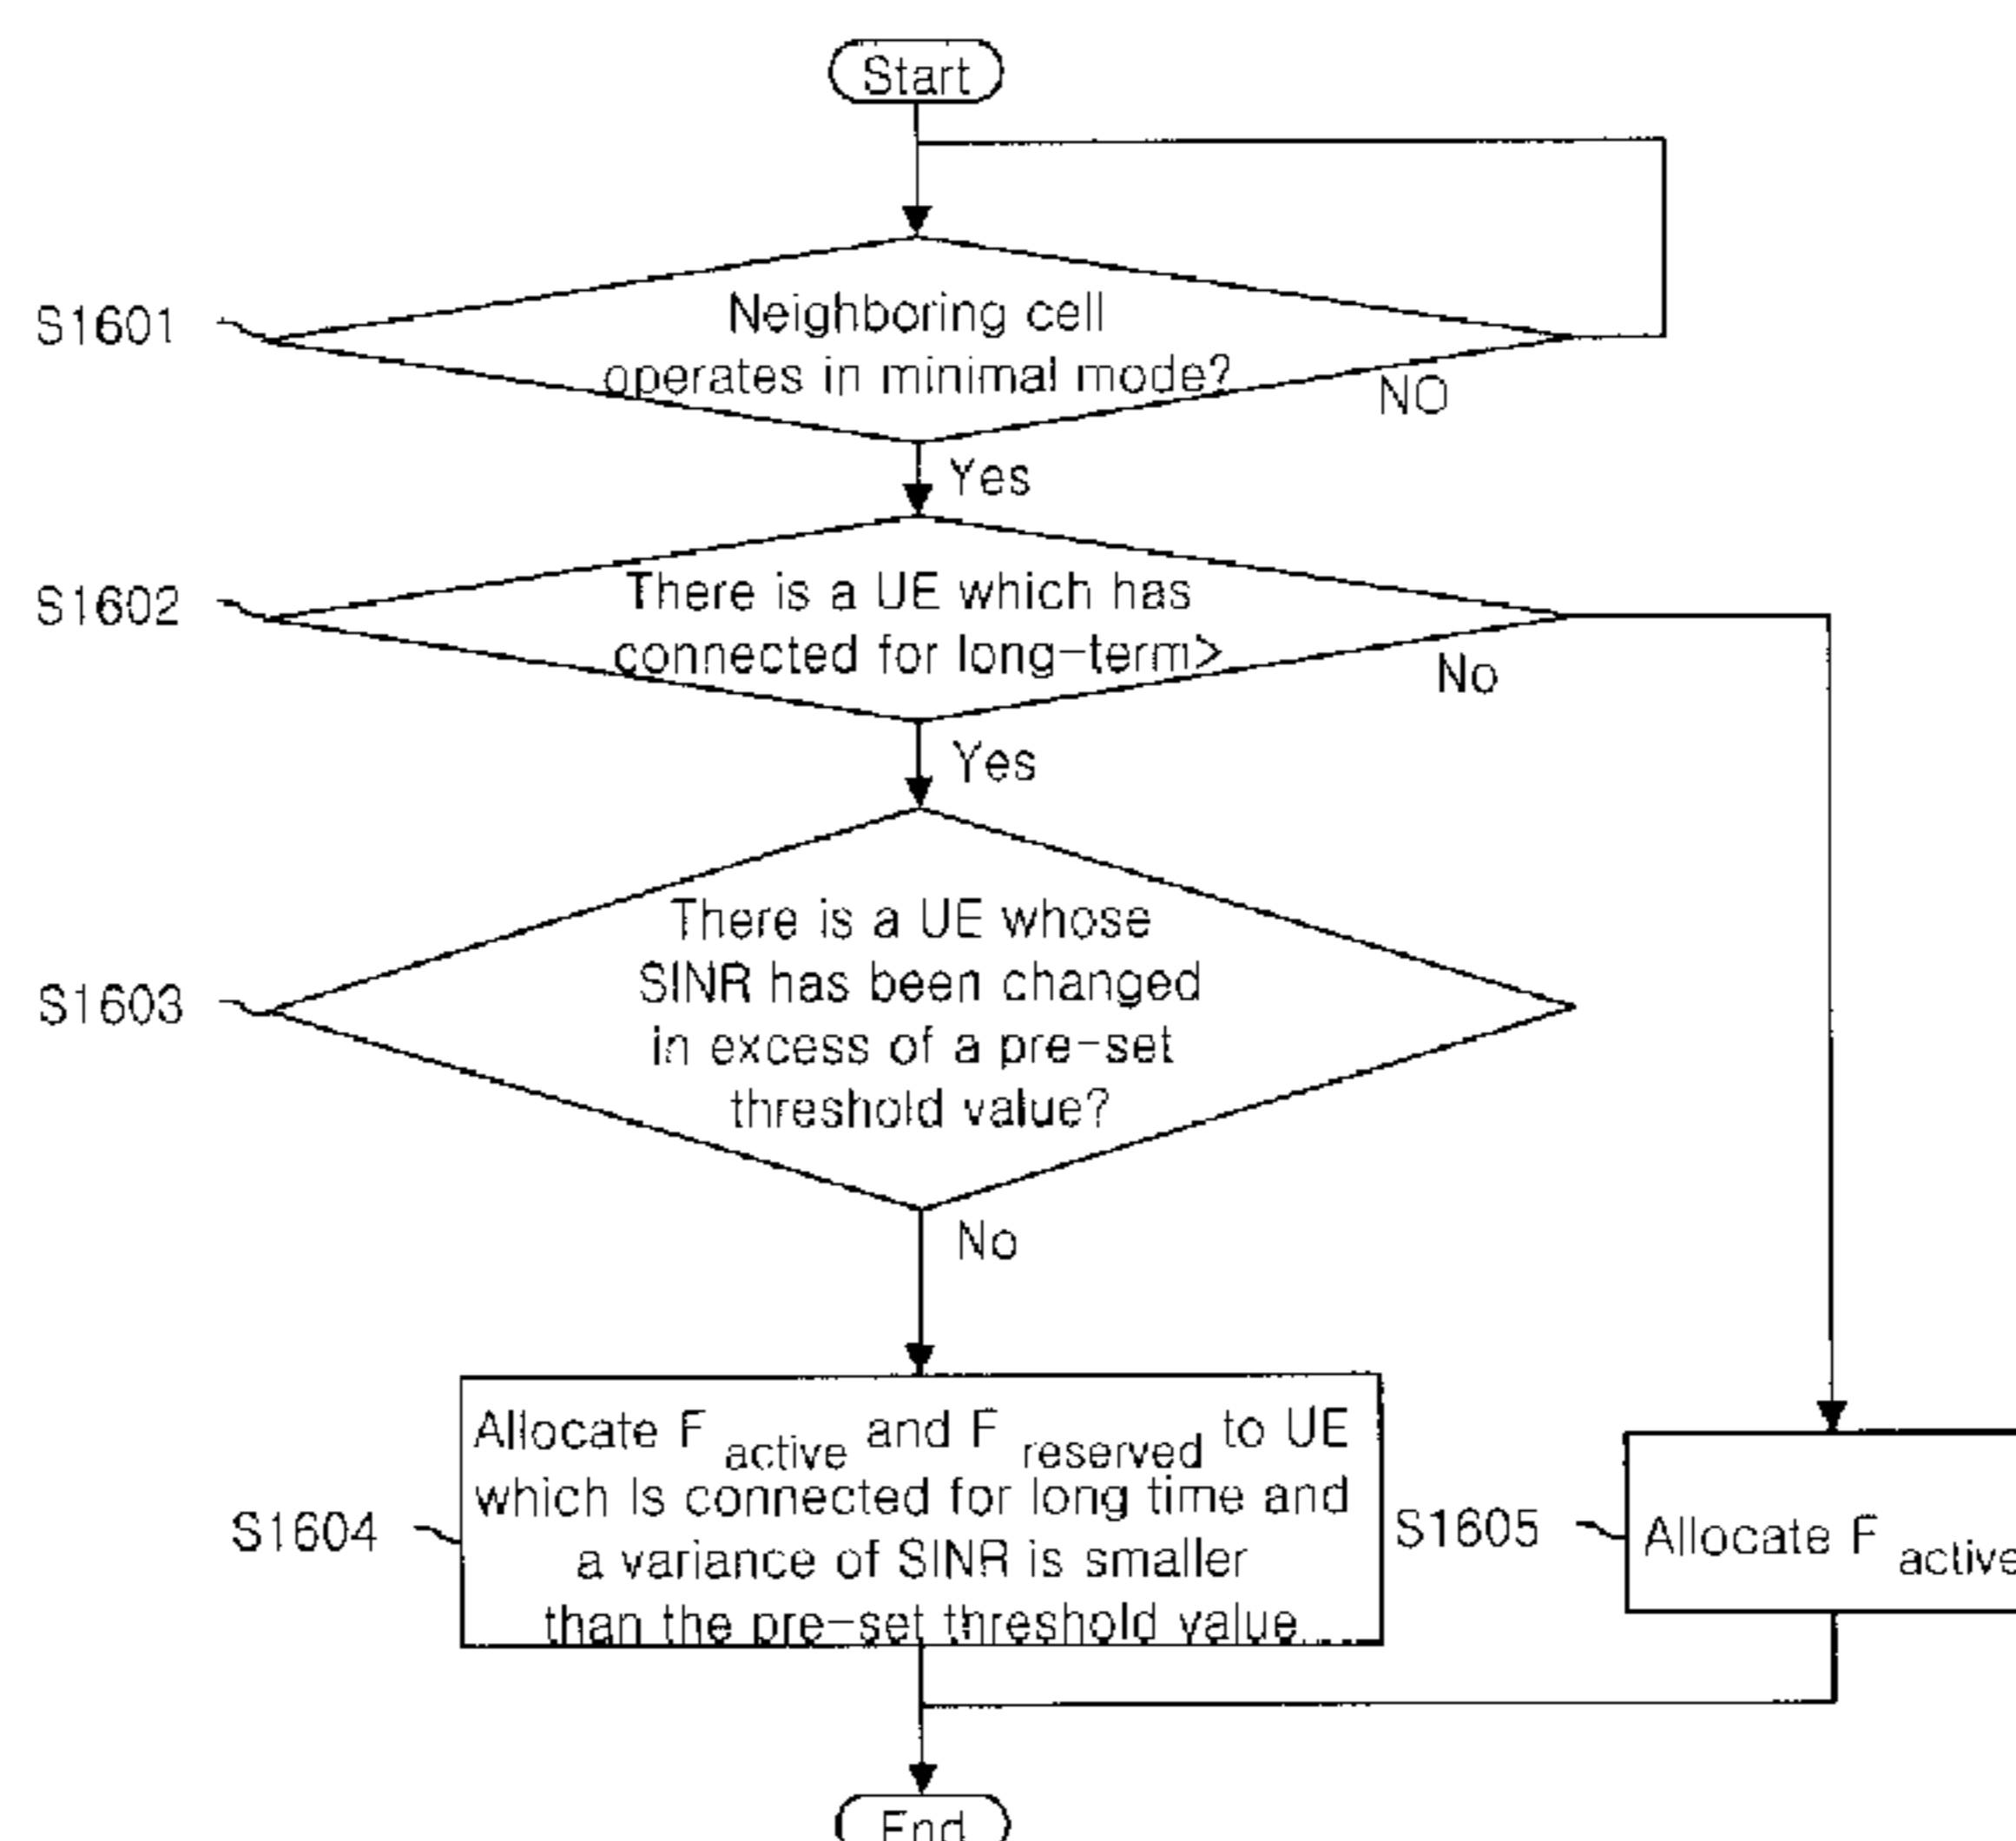 Start
S1601
Neighboring cell
operates in minimal mode?
NO
Yes
S1602
There is a UE which has
connected for long-term>
No
Yes
S1603
There is a UE whose
SINR has been changed
in excess of a pre-set
threshold value?
No
S1604
Allocate F active and F reserved to UE
which Is connected for long time and
a variance of SINR is smaller
than the pre-set threshold value
S1605
Allocate F active
End